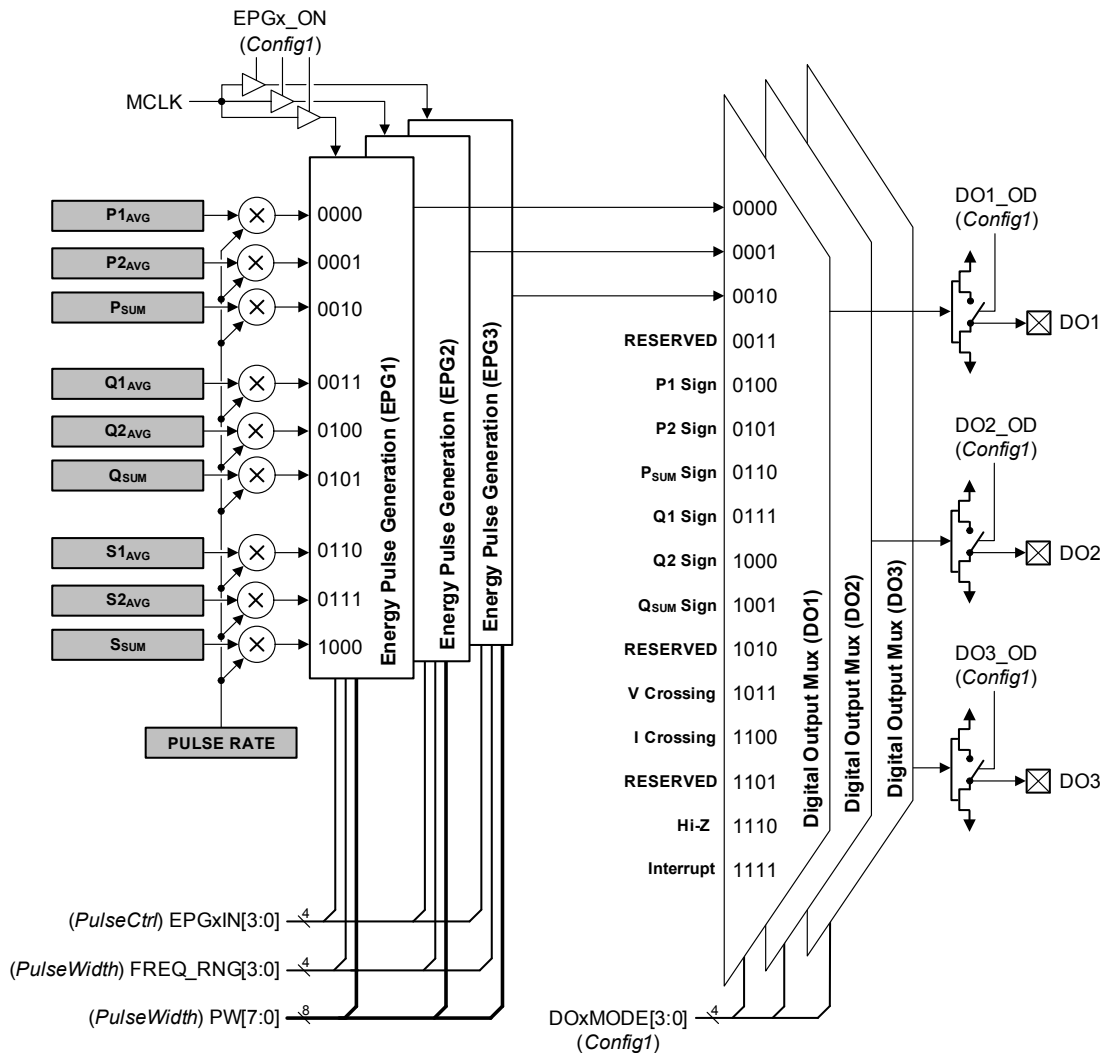 EPGx_ON
(Config1)
MCLK
P1AVG
P2AVG
PSUM
Q1AVG
Q2AVG
QSUM
S1AVG
S2AVG
SSUM
PULSE RATE
0000
0001
0010
0011
0100
0101
0110
0111
1000
Energy Pulse Generation (EPG1)
Energy Pulse Generation (EPG2)
Energy Pulse Generation (EPG3)
(PulseCtrl) EPGxIN[3:0] 4
(PulseWidth) FREQ_RNG[3:0] 4
(PulseWidth) PW[7:0] 8
0000
0001
0010
RESERVED 0011
P1 Sign 0100
P2 Sign 0101
PSUM Sign 0110
Q1 Sign 0111
Q2 Sign 1000
QSUM Sign 1001
RESERVED 1010
V Crossing 1011
I Crossing 1100
RESERVED 1101
Hi-Z 1110
Interrupt 1111
Digital Output Mux (DO1)
Digital Output Mux (DO2)
Digital Output Mux (DO3)
DOxMODE[3:0] 4
(Config1)
DO1_OD
(Config1)
DO1
DO2_OD
(Config1)
DO2
DO3_OD
(Config1)
DO3